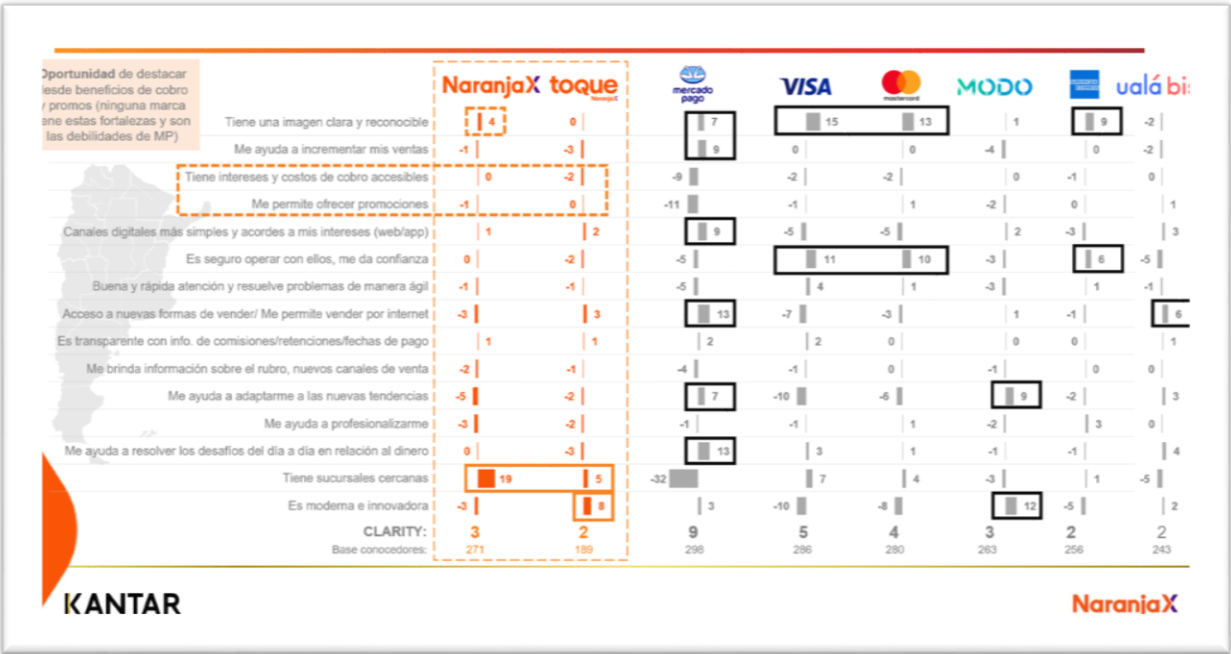 Oportunidad de destacar
desde beneficios de cobro
y promos (ninguna marca
ene estas fortalezas y son
las debilidades de MP)
NaranjaX toque NaranjaX mercado pago VISA mastercard MODO ualá bi
Tiene una imagen clara y reconocible 4 0 7 15 13 1 9 -2
Me ayuda a incrementar mis ventas -1 -3 9 0 0 -4 0 -2
Tiene intereses y costos de cobro accesibles 0 -2 -9 -2 -2 0 -1 0
Me permite ofrecer promociones -1 0 -11 -1 1 -2 0 1
Canales digitales más simples y acordes a mis intereses (web/app) 1 2 9 -5 -5 2 -3 3
Es seguro operar con ellos, me da confianza 0 -2 -5 11 10 -3 6 -5
Buena y rápida atención y resuelve problemas de manera ágil -1 -1 -5 4 1 -3 1 -1
Acceso a nuevas formas de vender/ Me permite vender por internet -3 3 13 -7 -3 1 -1 6
Es transparente con info. de comisiones/retenciones/fechas de pago 1 1 2 2 0 0 0 1
Me brinda información sobre el rubro, nuevos canales de venta -2 -1 -4 -1 0 -1 0 0
Me ayuda a adaptarme a las nuevas tendencias -5 -2 7 -10 -6 9 -2 3
Me ayuda a profesionalizarme -3 -2 -1 -1 1 -2 3 0
Me ayuda a resolver los desafíos del día a día en relación al dinero 0 -3 13 3 1 -1 -1 4
Tiene sucursales cercanas 19 5 -32 7 4 -3 1 -5
Es moderna e innovadora -3 8 3 -10 -8 12 -5 2
CLARITY: 3 2 9 5 4 3 2 2
Base conocedores: 271 189 298 286 280 263 256 243
KANTAR
NaranjaX